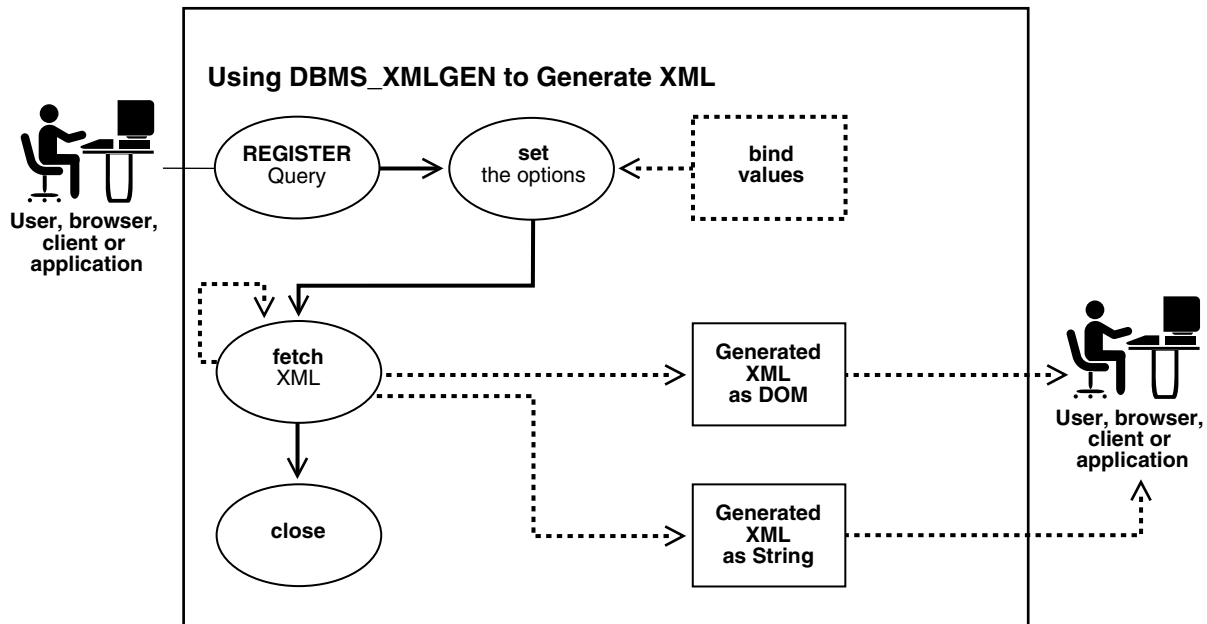 Using DBMS_XMLGEN to Generate XML
REGISTER
Query
set
the options
bind
values
User, browser,
client or
application
fetch
XML
Generated
XML
as DOM
User, browser,
client or
application
close
Generated
XML
as String